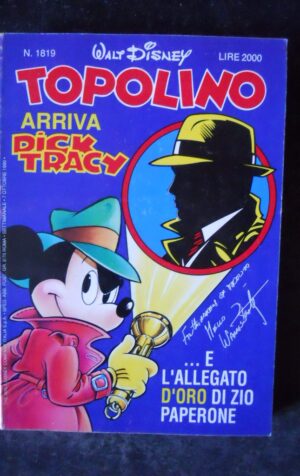 N. 1819
WALT DISNEY
LIRE 2000
TOPOLINO
ARRIVA
DICK
TRACY
... E
L'ALLEGATO
D'ORO DI ZIO
PAPERONE